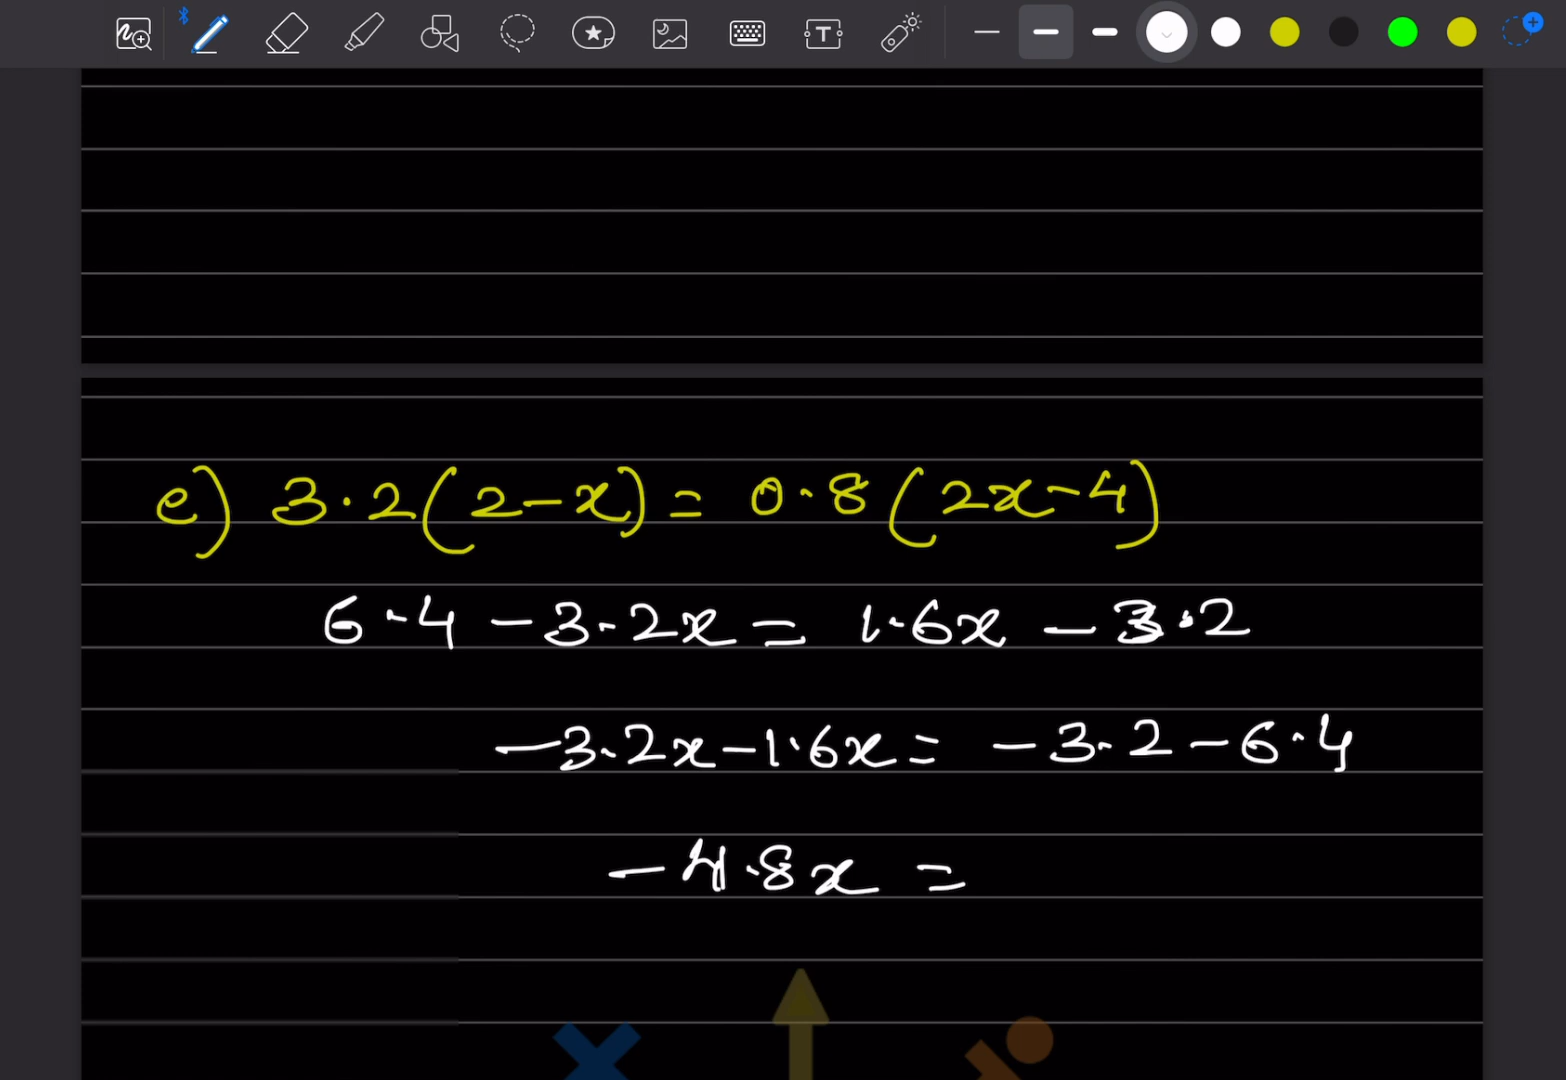 e) 3.2(2-x) = 0.8(2x-4)
6.4 - 3.2x = 1.6x - 3.2
-3.2x - 1.6x = -3.2 - 6.4
-4.8x =